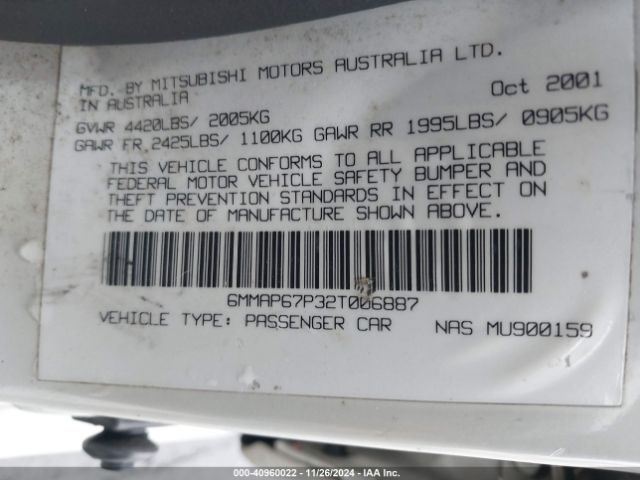 MFD. BY MITSUBISHI MOTORS AUSTRALIA LTD.
IN AUSTRALIA Oct 2001
GVWR 4420LBS/ 2005KG
GAWR FR 2425LBS/ 1100KG GAWR RR 1995LBS/ 0905KG
THIS VEHICLE CONFORMS TO ALL APPLICABLE
FEDERAL MOTOR VEHICLE SAFETY BUMPER AND
THEFT PREVENTION STANDARDS IN EFFECT ON
THE DATE OF MANUFACTURE SHOWN ABOVE.
6MMAP67P32T006887
VEHICLE TYPE: PASSENGER CAR NAS MU900159
000-40960022 - 11/26/2024 - IAA Inc.